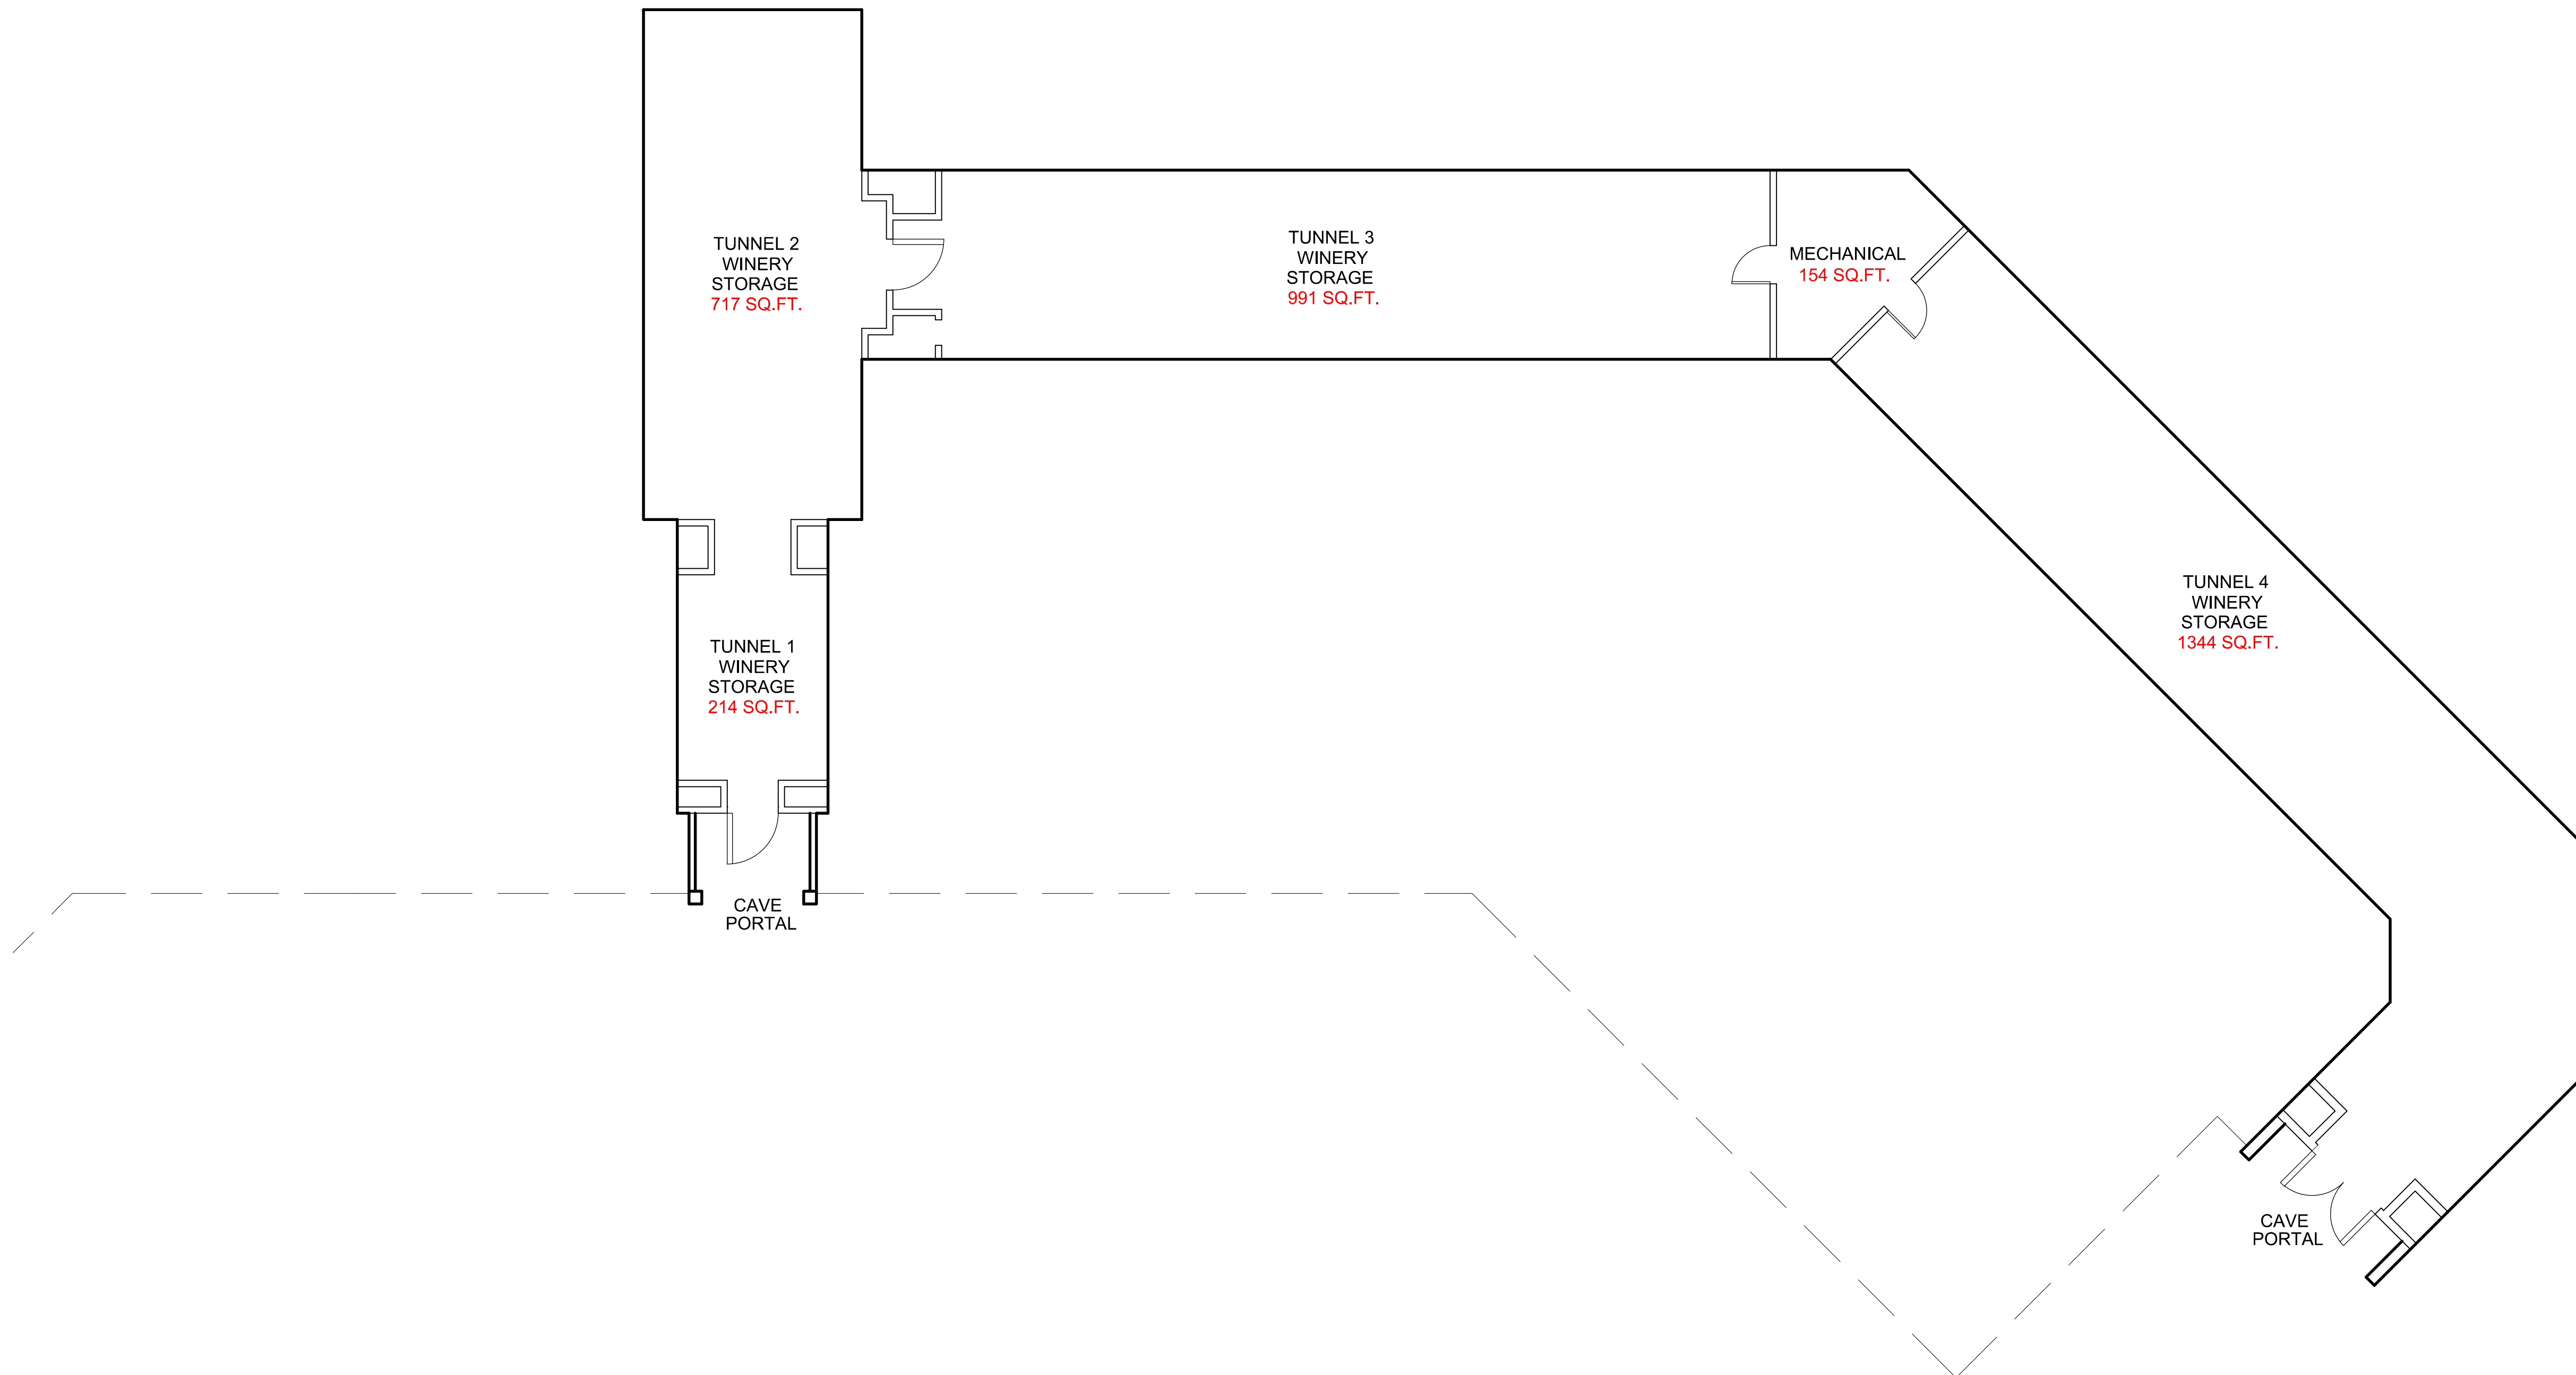 TUNNEL 2
WINERY
STORAGE
717 SQ.FT.
TUNNEL 3
WINERY
STORAGE
991 SQ.FT.
MECHANICAL
154 SQ.FT.
TUNNEL 4
WINERY
STORAGE
1344 SQ.FT.
TUNNEL 1
WINERY
STORAGE
214 SQ.FT.
CAVE
PORTAL
CAVE
PORTAL